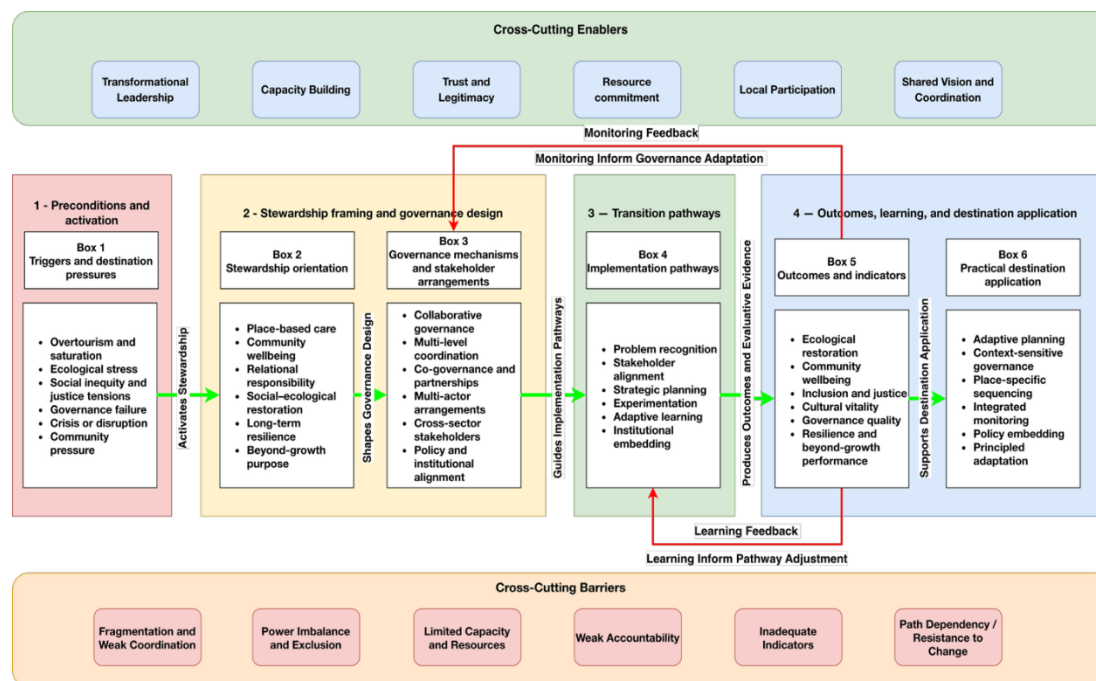 Cross-Cutting Enablers
Transformational
Leadership
Capacity Building
Trust and
Legitimacy
Resource
commitment
Local Participation
Shared Vision and
Coordination
Monitoring Feedback
Monitoring Inform Governance Adaptation
1 - Preconditions and
activation
Box 1
Triggers and destination
pressures
• Overtourism and
saturation
• Ecological stress
• Social inequity and
justice tensions
• Governance failure
• Crisis or disruption
• Community
pressure
Activates Stewardship
2 - Stewardship framing and governance design
Box 2
Stewardship orientation
• Place-based care
• Community
wellbeing
• Relational
responsibility
• Social–ecological
restoration
• Long-term
resilience
• Beyond-growth
purpose
Shapes Governance Design
Box 3
Governance mechanisms
and stakeholder
arrangements
• Collaborative
governance
• Multi-level
coordination
• Co-governance and
partnerships
• Multi-actor
arrangements
• Cross-sector
stakeholders
• Policy and
institutional
alignment
Guides Implementation Pathways
3 — Transition pathways
Box 4
Implementation pathways
• Problem recognition
• Stakeholder
alignment
• Strategic planning
• Experimentation
• Adaptive learning
• Institutional
embedding
Produces Outcomes and Evaluative Evidence
4 — Outcomes, learning, and destination application
Box 5
Outcomes and indicators
• Ecological
restoration
• Community
wellbeing
• Inclusion and justice
• Cultural vitality
• Governance quality
• Resilience and
beyond-growth
performance
Supports Destination Application
Box 6
Practical destination
application
• Adaptive planning
• Context-sensitive
governance
• Place-specific
sequencing
• Integrated
monitoring
• Policy embedding
• Principled
adaptation
Learning Feedback
Learning Inform Pathway Adjustment
Cross-Cutting Barriers
Fragmentation and
Weak Coordination
Power Imbalance
and Exclusion
Limited Capacity
and Resources
Weak Accountability
Inadequate
Indicators
Path Dependency /
Resistance to
Change